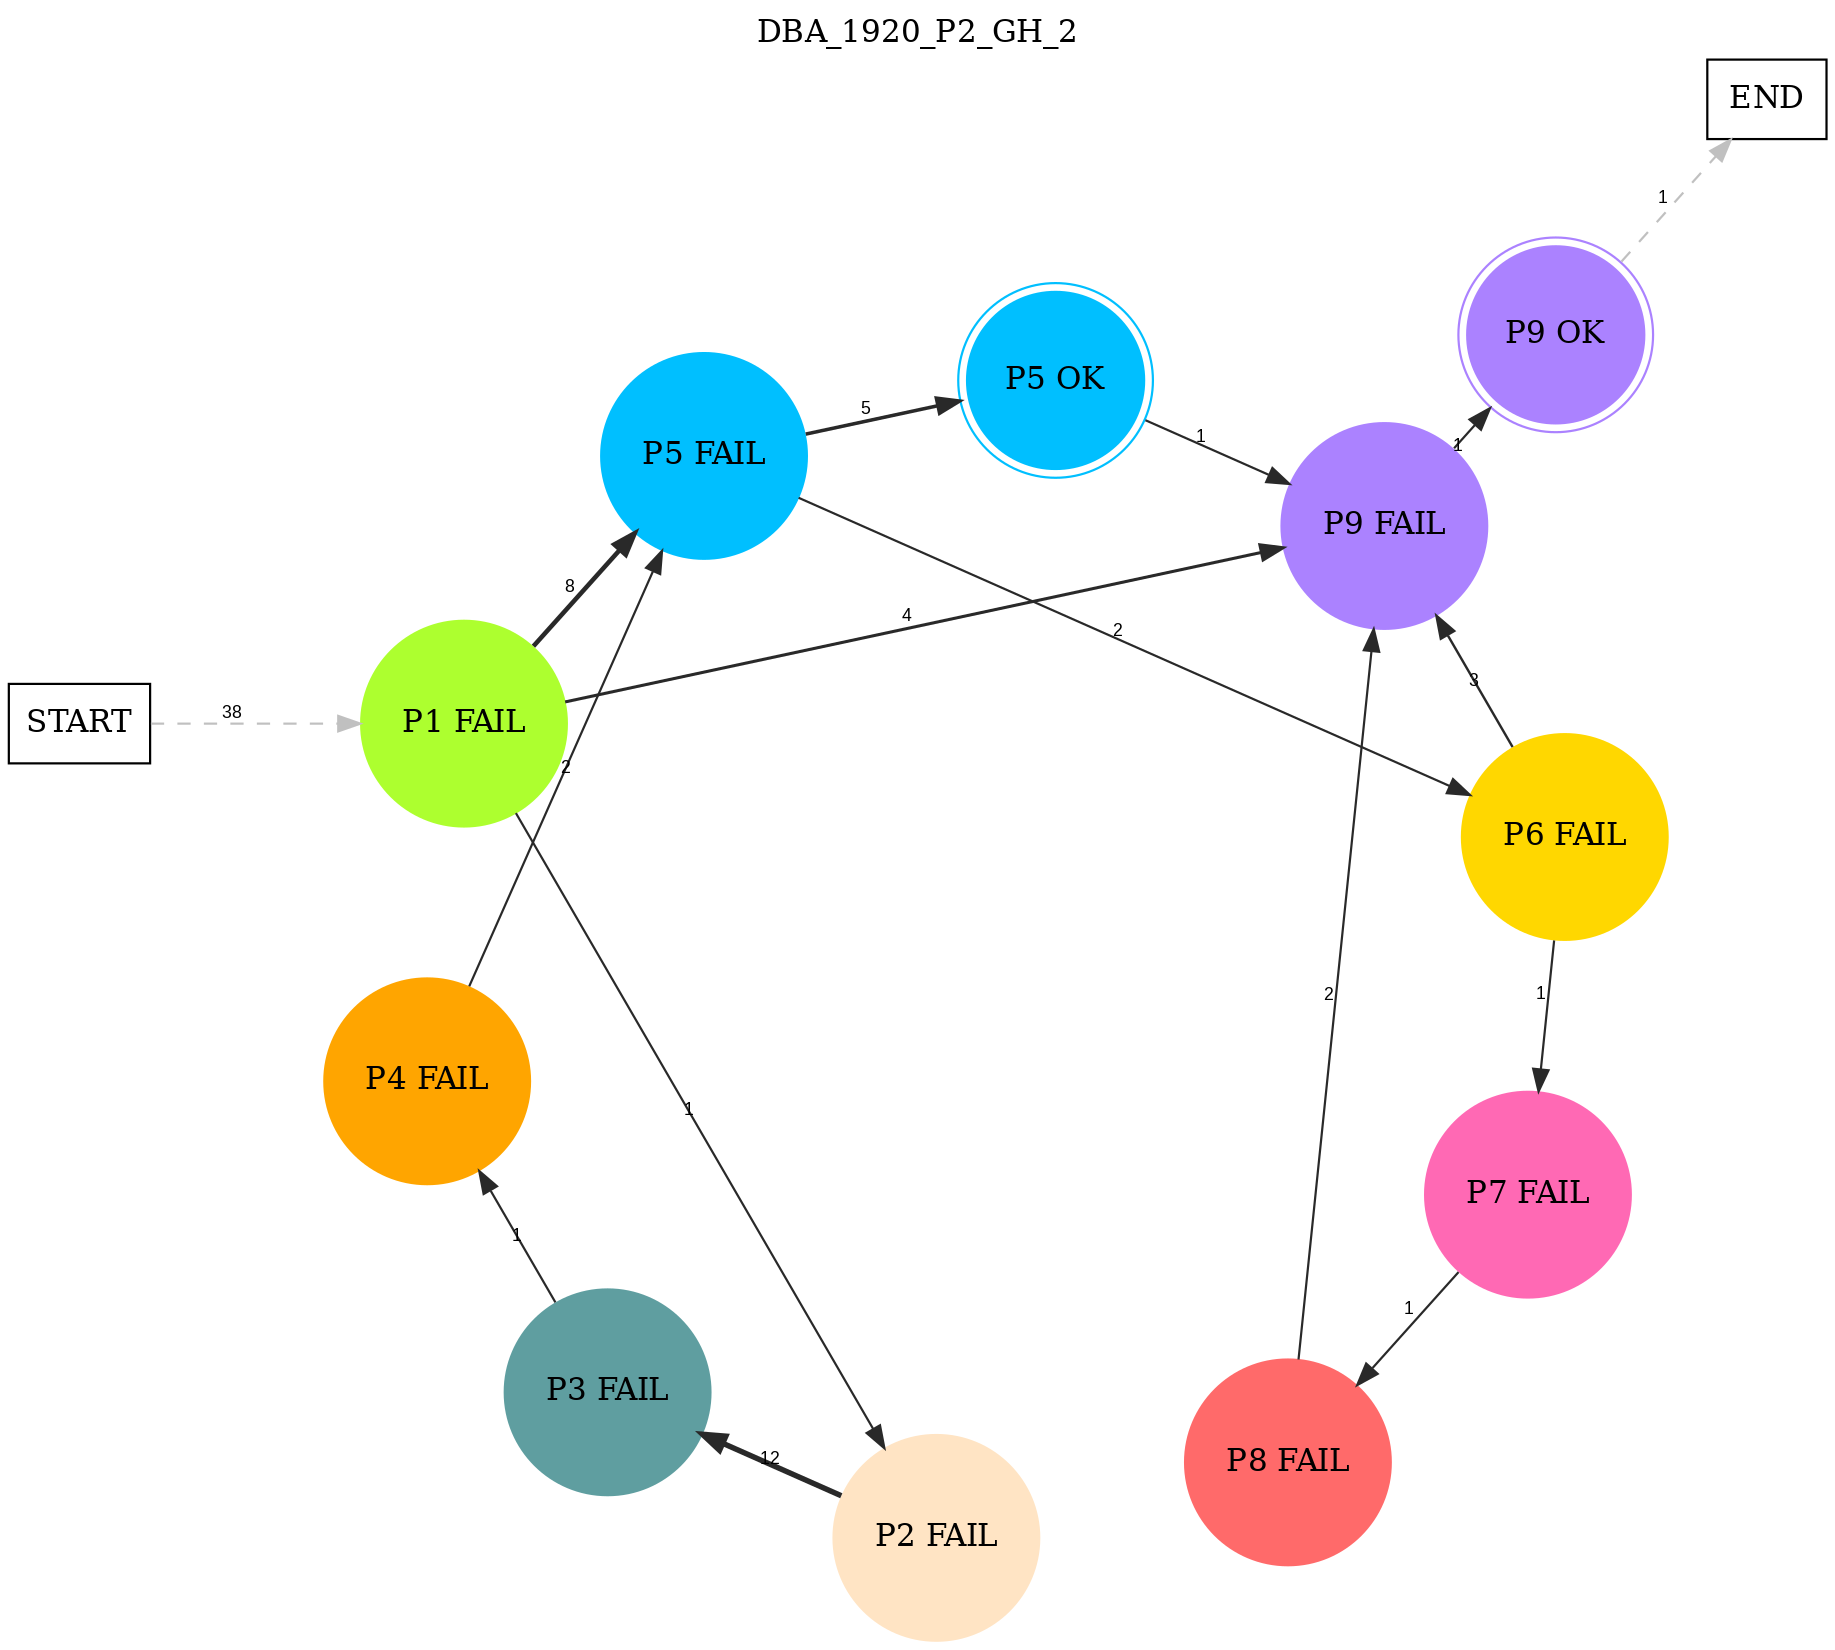 DBA_1920_P2_GH_2
END
1
P9 OK
P5 OK
5
1
1
P5 FAIL
P9 FAIL
8
4
2
3
START
38
P1 FAIL
2
P6 FAIL
2
1
P4 FAIL
1
P7 FAIL
1
1
P3 FAIL
12
P8 FAIL
P2 FAIL